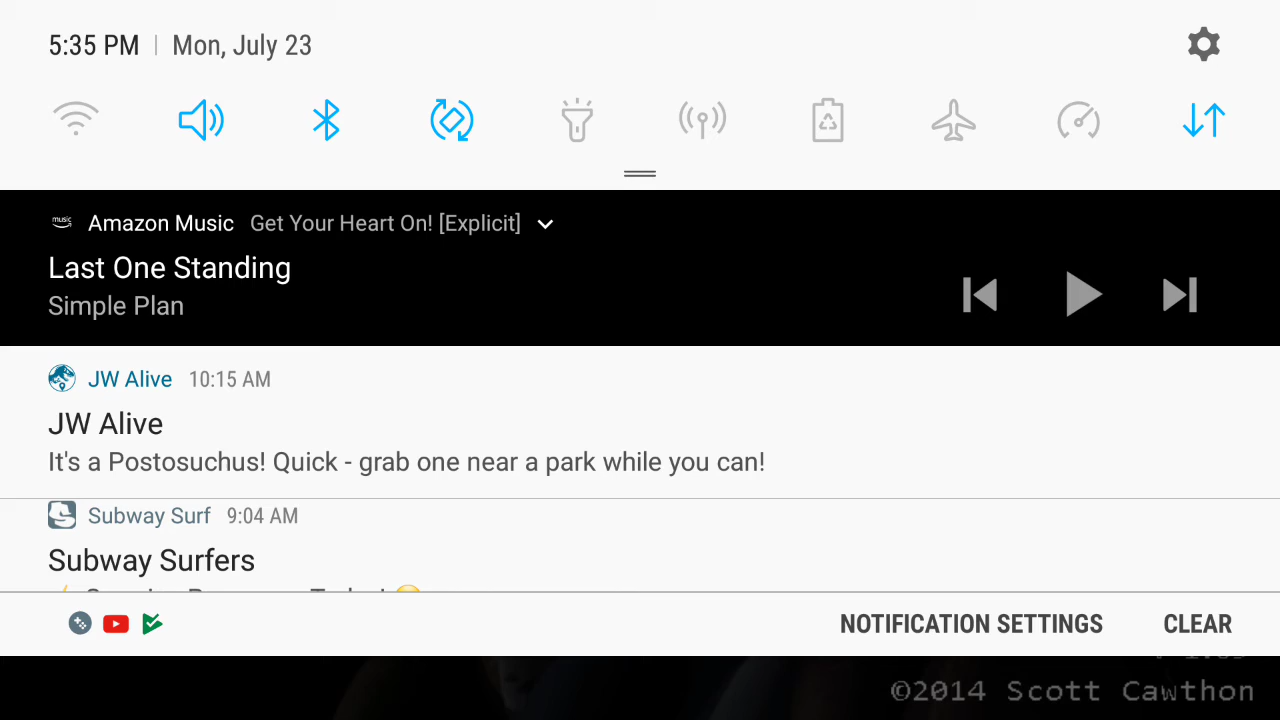 5:35 PM | Mon, July 23
music Amazon Music Get Your Heart On! [Explicit]
Last One Standing
Simple Plan
JW Alive 10:15 AM
JW Alive
It's a Postosuchus! Quick - grab one near a park while you can!
Subway Surf 9:04 AM
Subway Surfers
NOTIFICATION SETTINGS CLEAR
©2014 Scott Cawthon